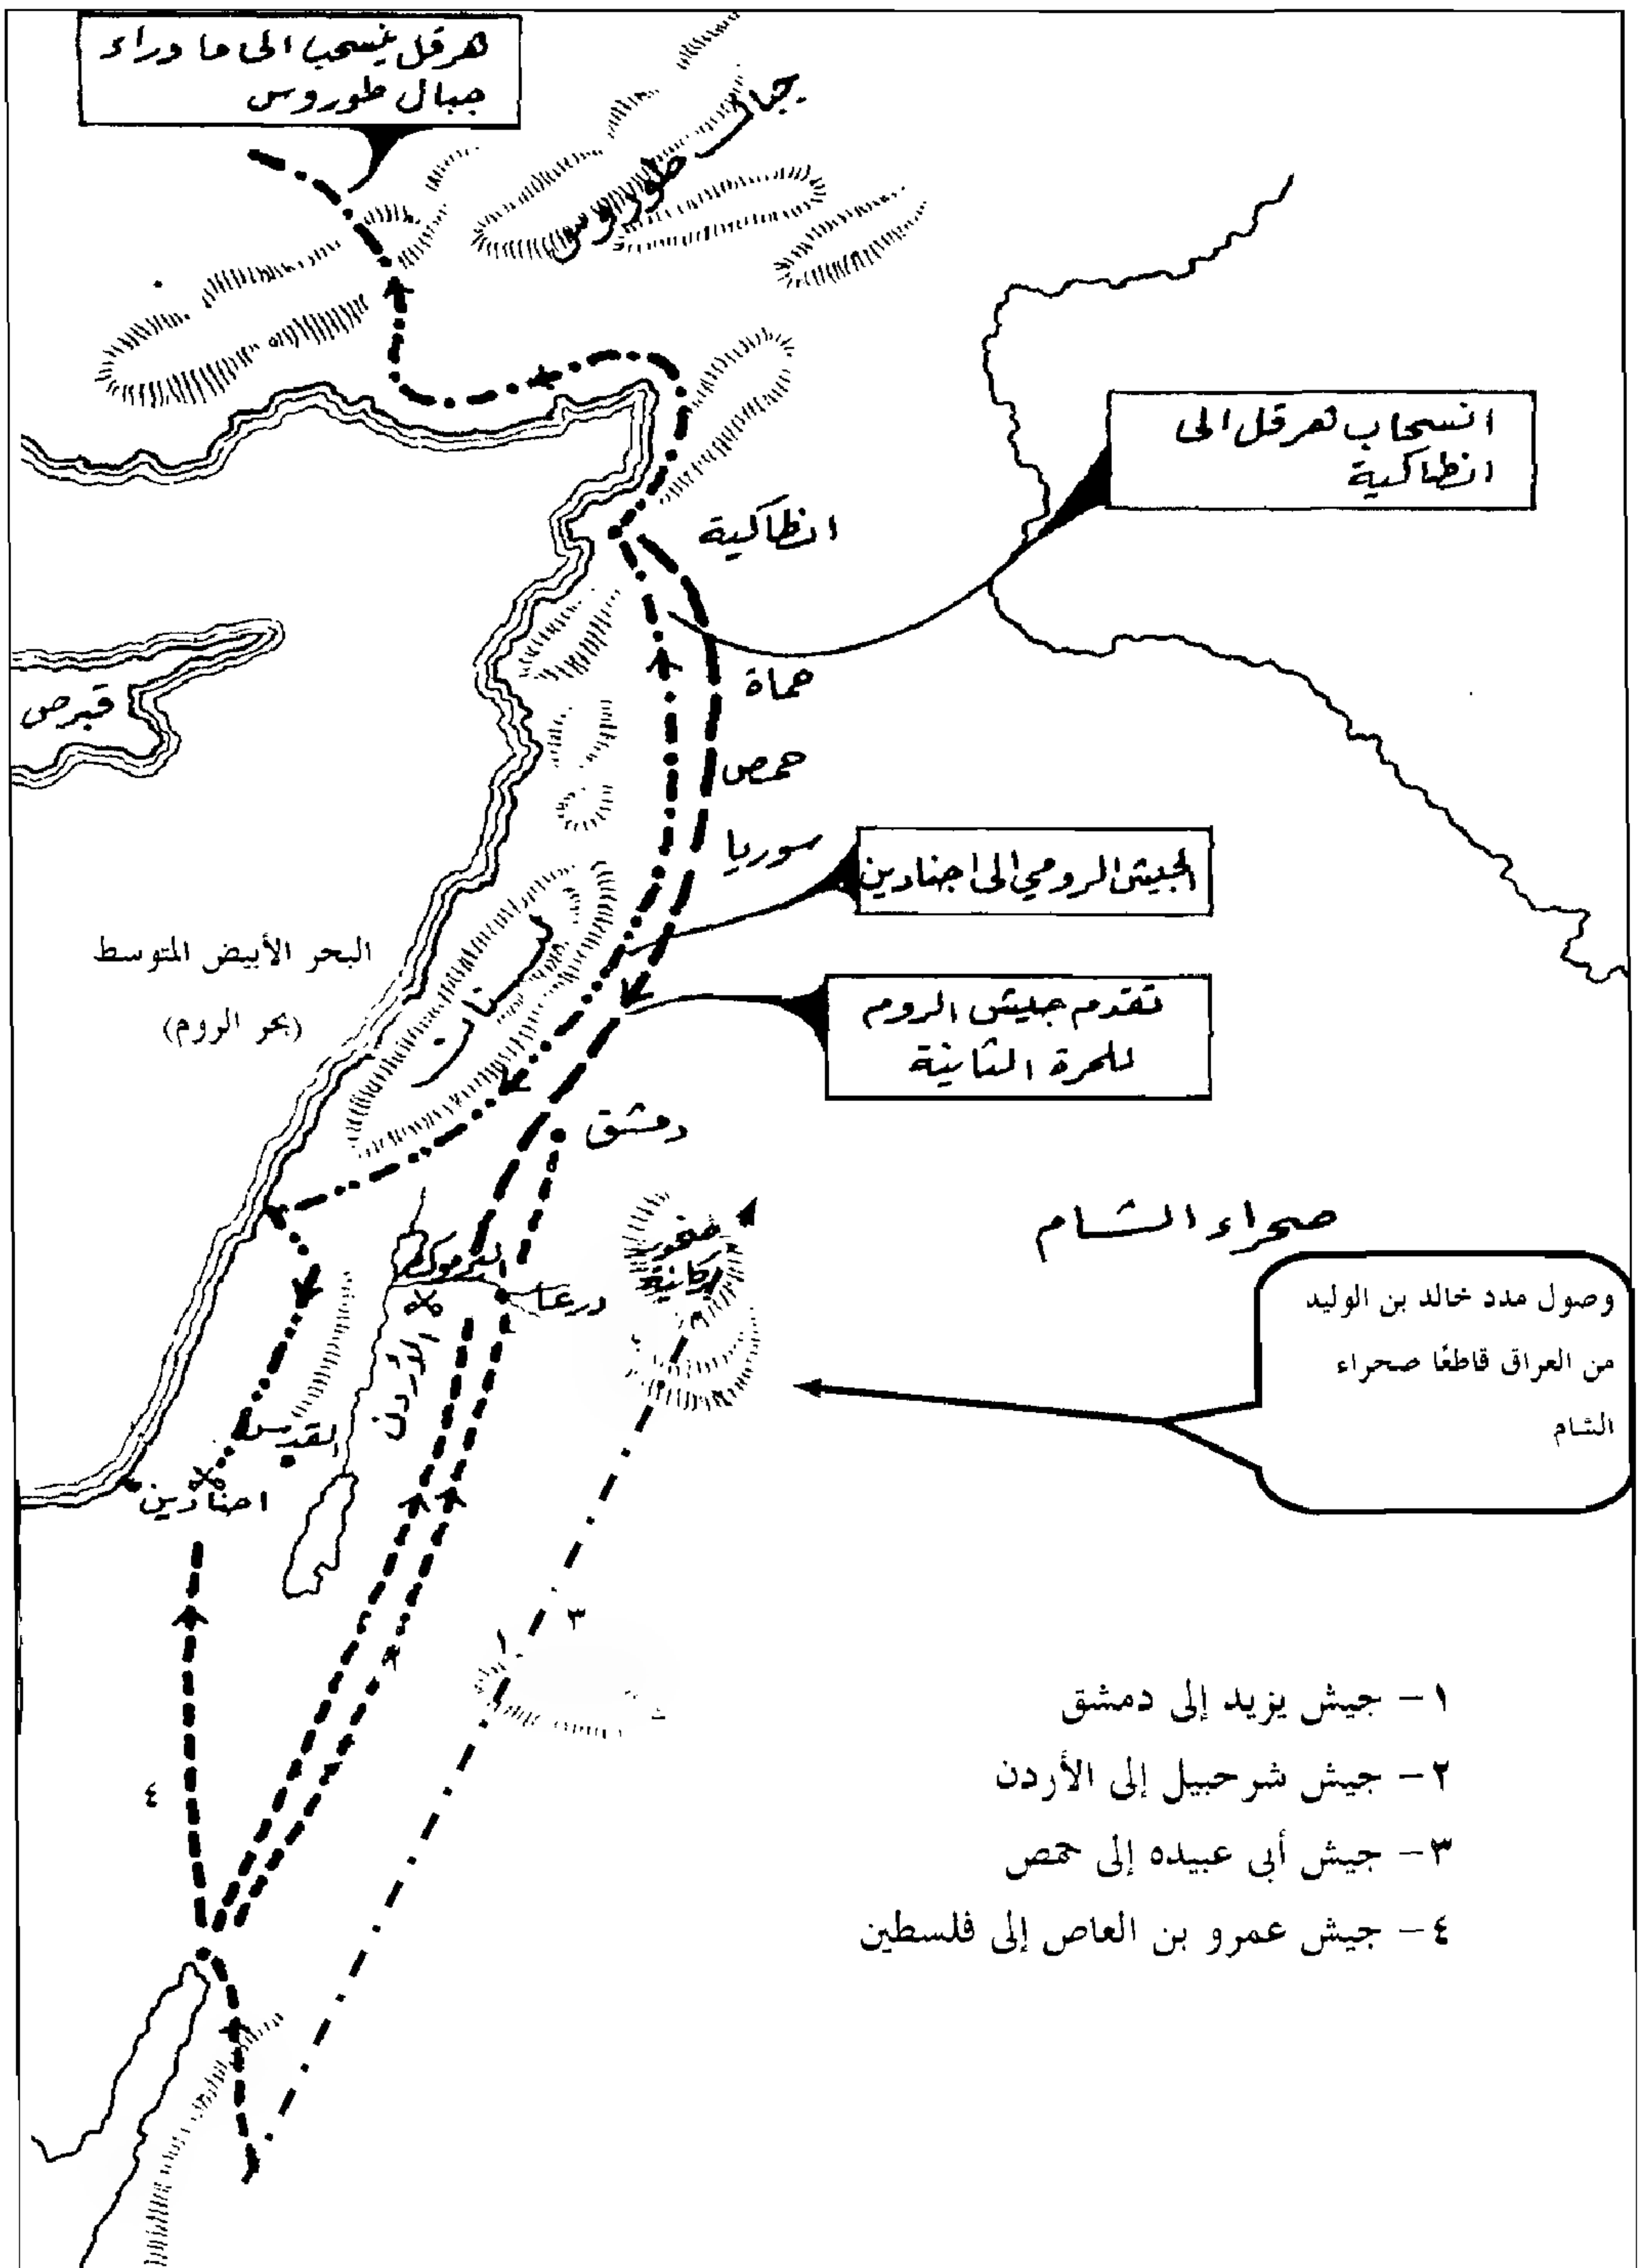 هرقل ينسحب الى ما وراء
جبال طوروس
جبال طوروس
انسحاب هرقل الى
انطاكية
انطاكية
قبرص
حماة
حمص
سوريا
الجيش الرومي الى اجنادين
البحر الأبيض المتوسط
(بحر الروم)
لبنان
تقدم جيش الروم
للمرة الثانية
دمشق
صحراء الشام
اليرموك
درعا
صخور
بركانية
وصول مدد خالد بن الوليد
من العراق قاطعًا صحراء
الشام
الأردن
القدس
اجنادين
١
٣
٤
١- جيش يزيد إلى دمشق
٢- جيش شرحبيل إلى الأردن
٣- جيش أبى عبيده إلى حمص
٤- جيش عمرو بن العاص إلى فلسطين